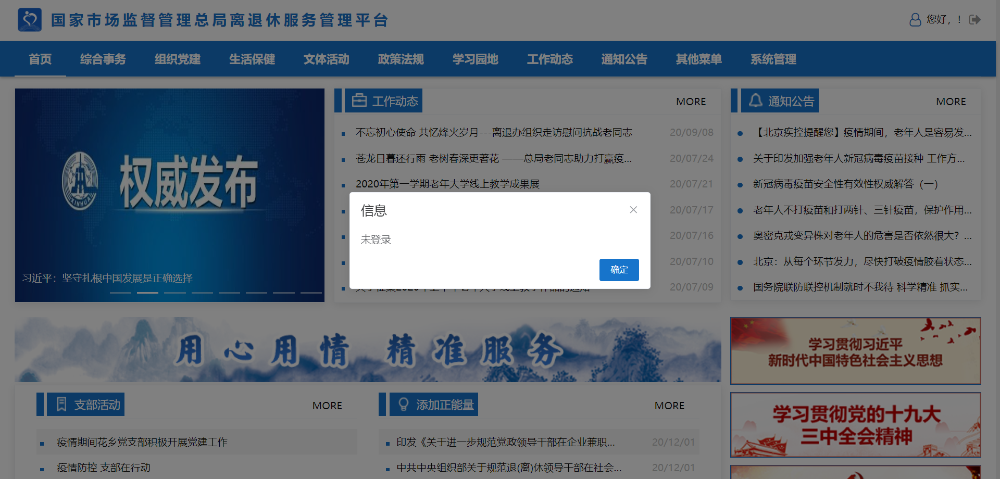 国家市场监督管理总局离退休服务管理平台
您好，！
首页 综合事务 组织党建 生活保健 文体活动 政策法规 学习园地 工作动态 通知公告 其他菜单 系统管理
权威发布
XINHUA
习近平：坚守扎根中国发展是正确选择
工作动态 MORE
不忘初心使命 共忆烽火岁月---离退办组织走访慰问抗战老同志 20/09/08
苍龙日暮还行雨 老树春深更著花 ——总局老同志助力打赢疫... 20/07/24
2020年第一学期老年大学线上教学成果展 20/07/21
20/07/17
20/07/16
20/07/10
20/07/09
信息
未登录
确定
通知公告 MORE
【北京疾控提醒您】疫情期间，老年人是容易发...
关于印发加强老年人新冠病毒疫苗接种 工作方...
新冠病毒疫苗安全性有效性权威解答（一）
老年人不打疫苗和打两针、三针疫苗，保护作用...
奥密克戎变异株对老年人的危害是否依然很大？...
北京：从每个环节发力，尽快打破疫情胶着状态...
国务院联防联控机制就时不我待 科学精准 抓实...
用心用情 精准服务
学习贯彻习近平
新时代中国特色社会主义思想
学习贯彻党的十九大
三中全会精神
支部活动 MORE
疫情期间花乡党支部积极开展党建工作
疫情防控 支部在行动
添加正能量 MORE
印发《关于进一步规范党政领导干部在企业兼职... 20/12/01
中共中央组织部关于规范退(离)休领导干部在社会... 20/12/01